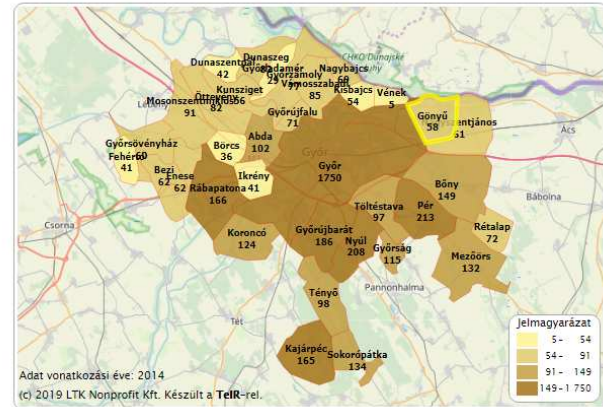 Dunaszeg
Dunaszentpál
42
Győrladamér
Nagybajcs
60
Győrzámoly
Kunsziget
29
Vámosszabadi
85
Kisbajcs
54
Vének
5
Öttevény
82
Mosonszentmiklós
91
Győrújfalu
71
Gönyű
58
61
Ács
Abda
102
Győrsövényház
60
Fehértó
41
Börcs
36
Győr
1750
Bezi
62
Enese
62
Ikrény
41
Rábapatona
166
Bőny
149
Bábolna
Töltéstava
97
Pér
213
Rétalap
72
Koroncó
124
Győrújbarát
186
Nyúl
208
Győrság
115
Mezőörs
132
Pannonhalma
Tényő
98
Tét
Kajárpéc
165
Sokorópátka
134
Jelmagyarázat
5 - 54
54 - 91
91 - 149
149 - 1 750
Adat vonatkozási éve: 2014
(c) 2019 LTK Nonprofit Kft. Készült a TeIR-rel.